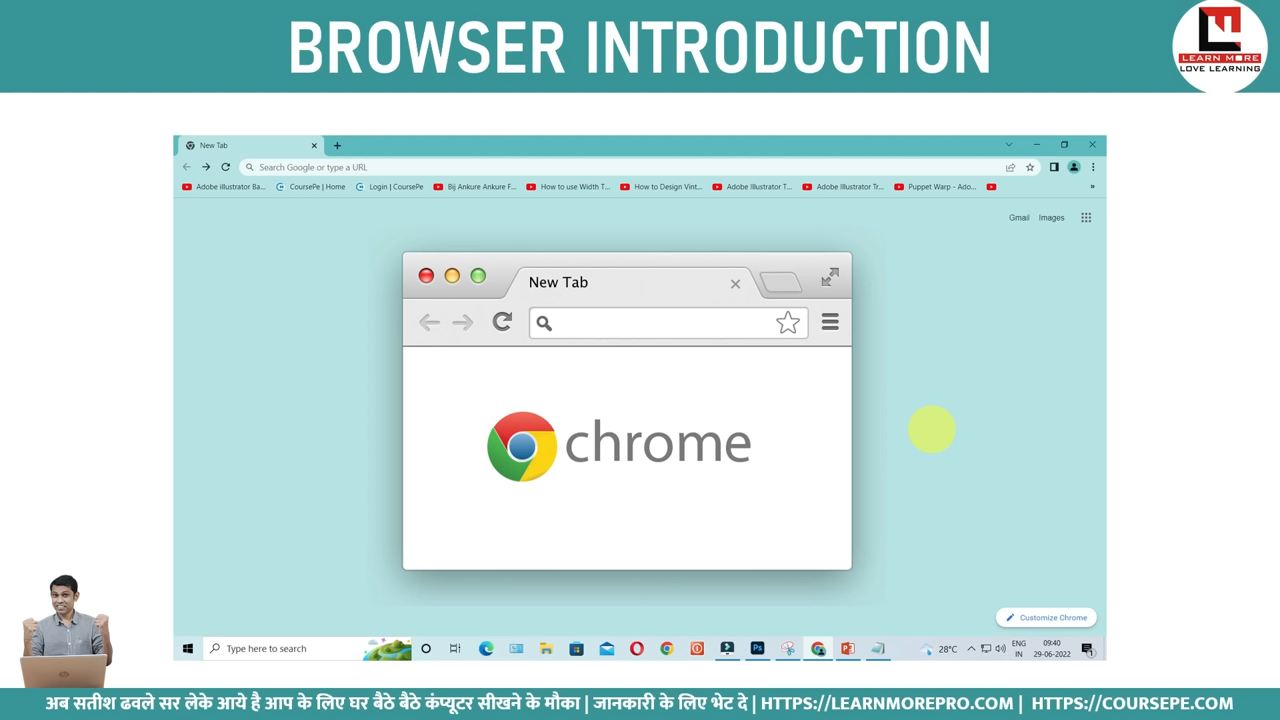 BROWSER INTRODUCTION
LEARN MORE
LOVE LEARNING
New Tab
Search Google or type a URL
Adobe illustrator Ba... CoursePe | Home Login | CoursePe Bij Ankure Ankure F... How to use Width T... How to Design Vint... Adobe Illustrator T... Adobe Illustrator Tr... Puppet Warp - Ado...
Gmail Images
New Tab
chrome
Customize Chrome
Type here to search
28°C
ENG
IN
09:40
29-06-2022
1
अब सतीश ढवले सर लेके आये है आप के लिए घर बैठे बैठे कंप्यूटर सीखने के मौका | जानकारी के लिए भेट दे | HTTPS://LEARNMOREPRO.COM | HTTPS://COURSEPE.COM